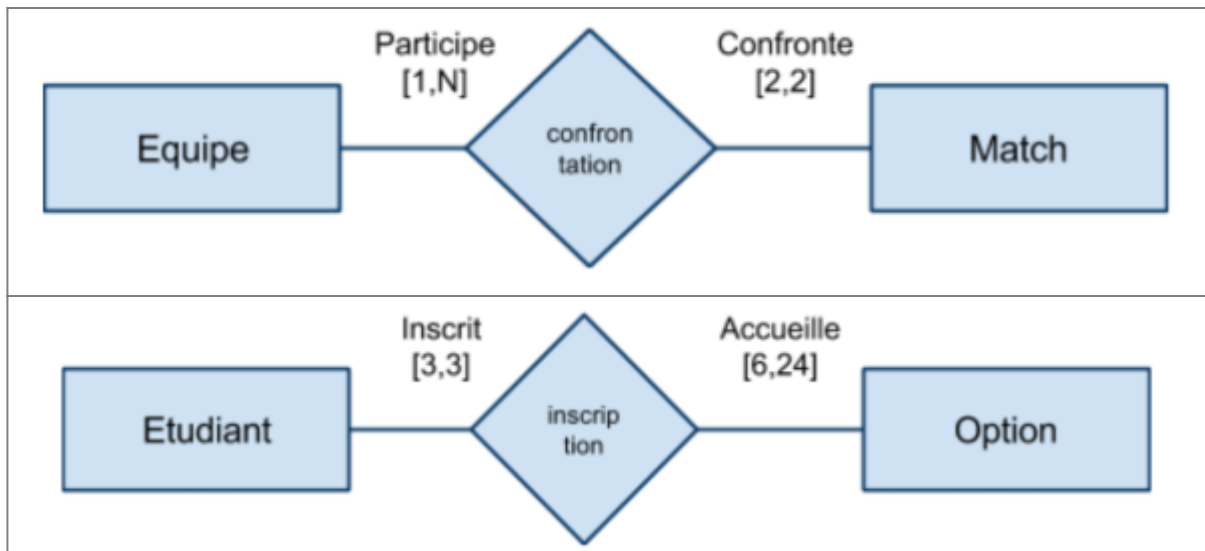 Participe
[1,N]
Confronte
[2,2]
Equipe
confron
tation
Match
Inscrit
[3,3]
Accueille
[6,24]
Etudiant
inscrip
tion
Option